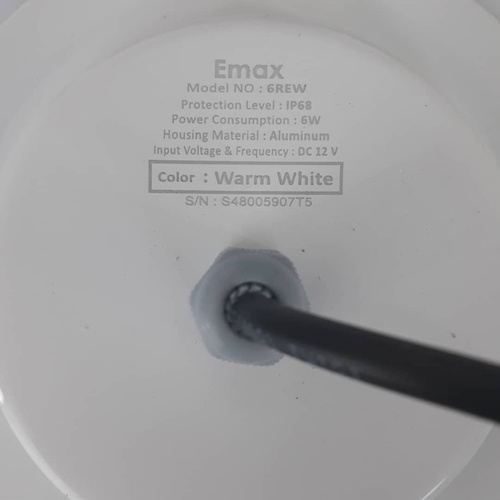 Emax
Model NO : 6REW
Protection Level : IP68
Power Consumption : 6W
Housing Material : Aluminum
Input Voltage & Frequency : DC 12 V
Color : Warm White
S/N : S48005907T5